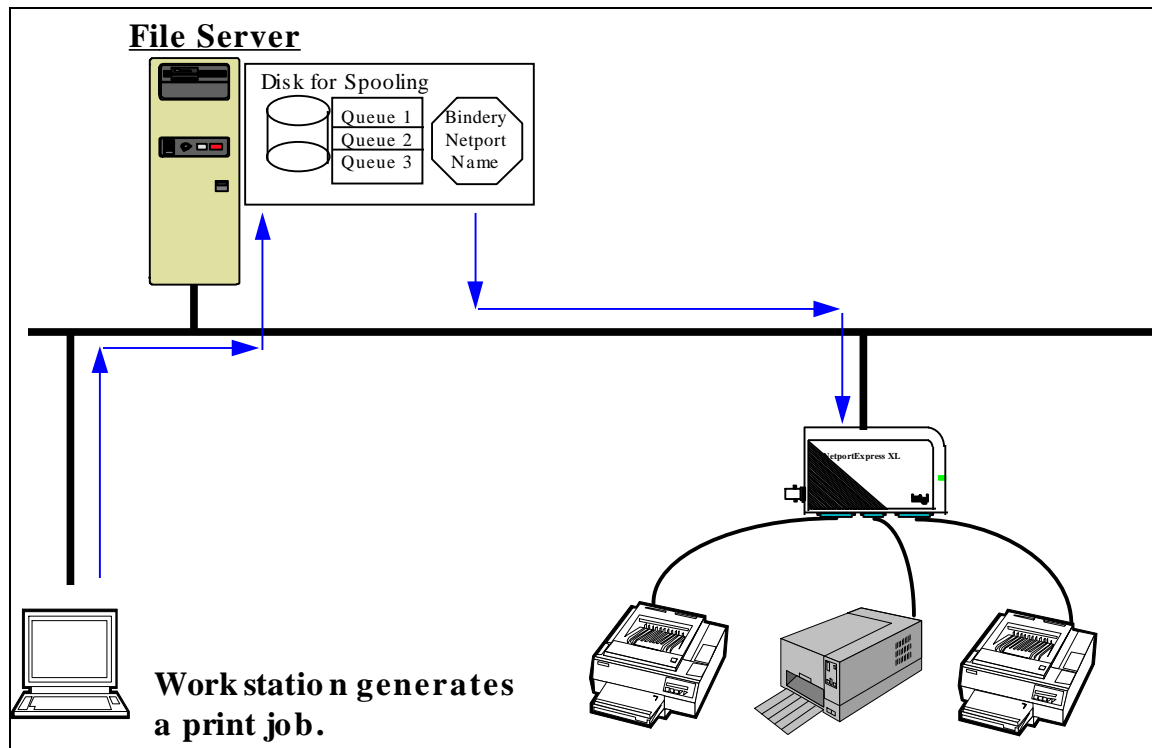 File Server
Disk for Spooling
Queue 1
Queue 2
Queue 3
Bindery
Netport
Name
NetportExpress XL
intel
Workstation generates
a print job.